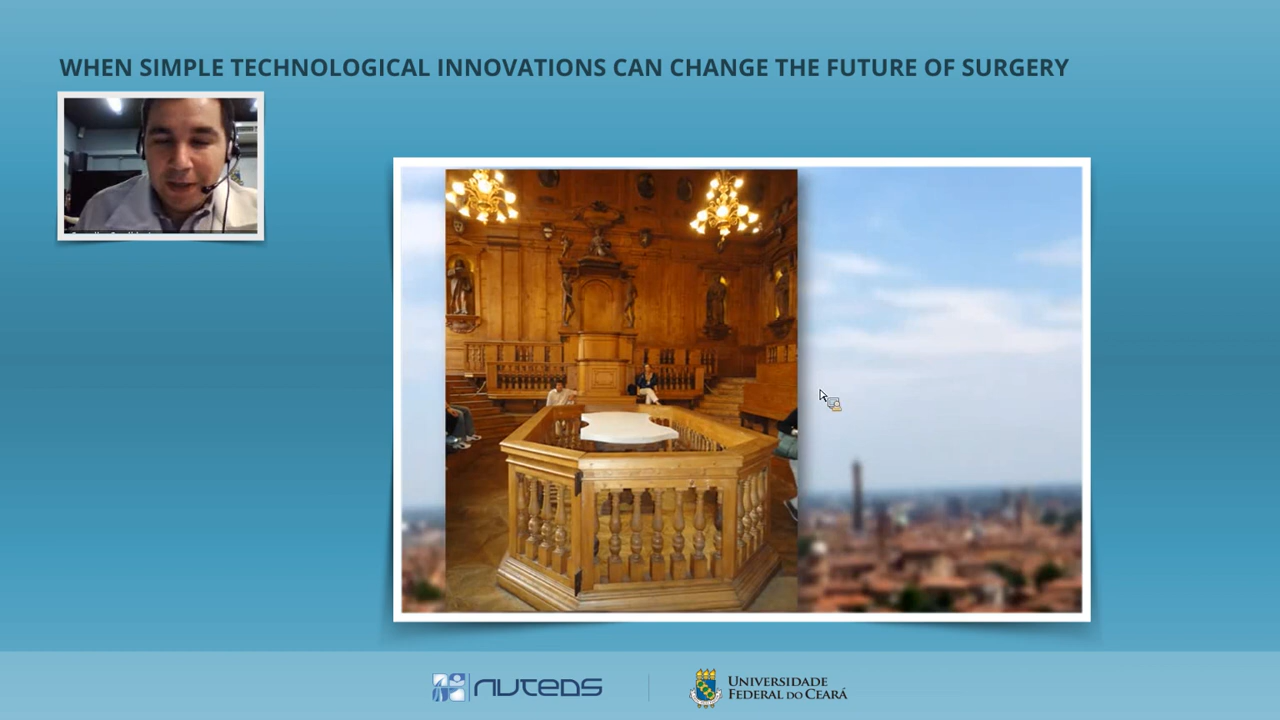 WHEN SIMPLE TECHNOLOGICAL INNOVATIONS CAN CHANGE THE FUTURE OF SURGERY
NUTEDS
UNIVERSIDADE
FEDERAL DO CEARÁ